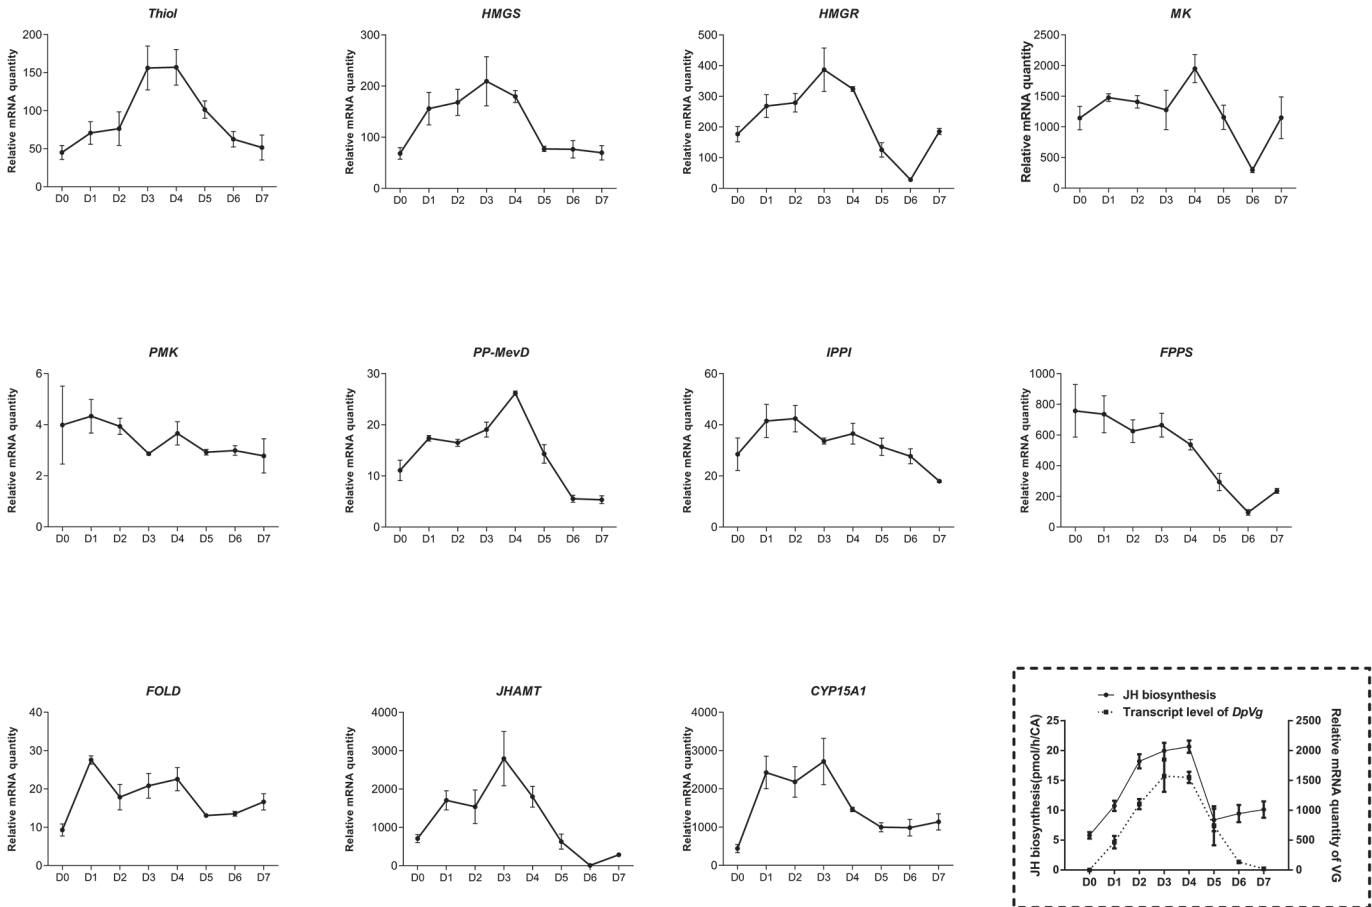 Thiol
Relative mRNA quantity
200
150
100
50
0
D0 D1 D2 D3 D4 D5 D6 D7
HMGS
Relative mRNA quantity
300
200
100
0
D0 D1 D2 D3 D4 D5 D6 D7
HMGR
Relative mRNA quantity
500
400
300
200
100
0
D0 D1 D2 D3 D4 D5 D6 D7
MK
Relative mRNA quantity
2500
2000
1500
1000
500
0
D0 D1 D2 D3 D4 D5 D6 D7
PMK
Relative mRNA quantity
6
4
2
0
D0 D1 D2 D3 D4 D5 D6 D7
PP-MevD
Relative mRNA quantity
30
20
10
0
D0 D1 D2 D3 D4 D5 D6 D7
IPPI
Relative mRNA quantity
60
40
20
0
D0 D1 D2 D3 D4 D5 D6 D7
FPPS
Relative mRNA quantity
1000
800
600
400
200
0
D0 D1 D2 D3 D4 D5 D6 D7
FOLD
Relative mRNA quantity
40
30
20
10
0
D0 D1 D2 D3 D4 D5 D6 D7
JHAMT
Relative mRNA quantity
4000
3000
2000
1000
0
D0 D1 D2 D3 D4 D5 D6 D7
CYP15A1
Relative mRNA quantity
4000
3000
2000
1000
0
D0 D1 D2 D3 D4 D5 D6 D7
JH biosynthesis
Transcript level of DpVg
JH biosynthesis(pmol/h/CA)
25
20
15
10
5
0
2500
2000
1500
1000
500
0
Relative mRNA quantity of VG
D0 D1 D2 D3 D4 D5 D6 D7